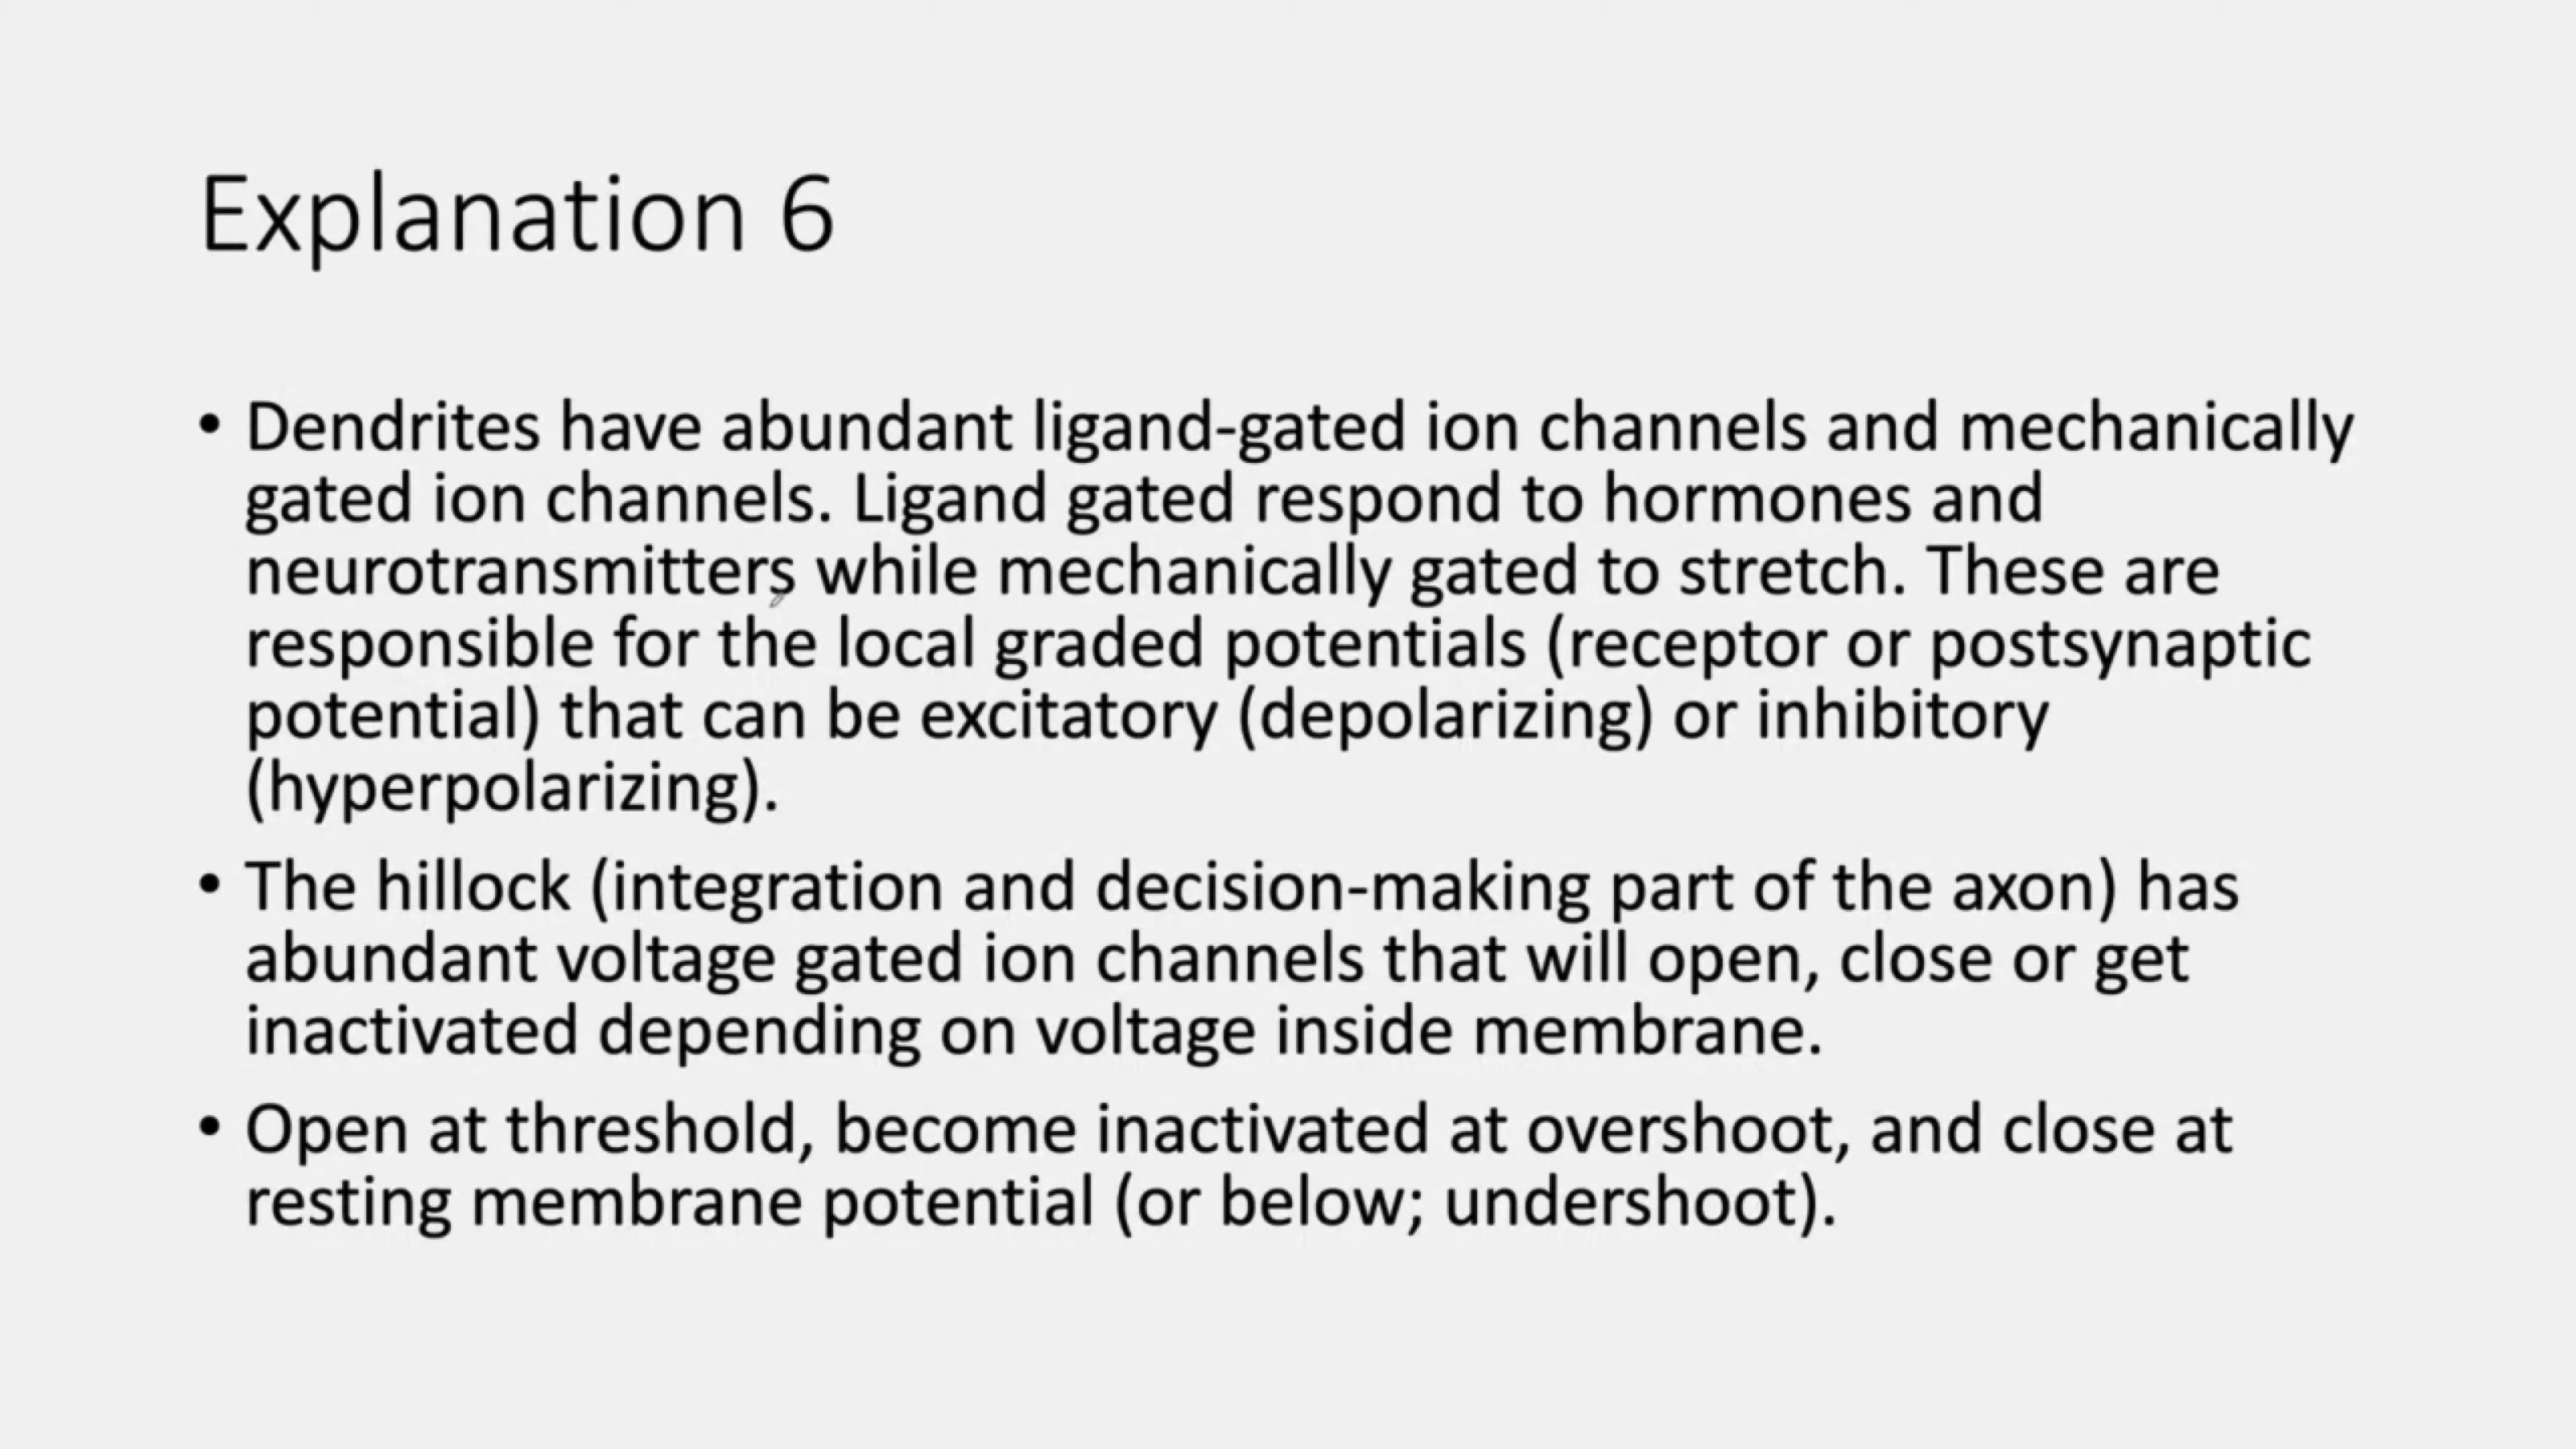 Explanation 6
• Dendrites have abundant ligand-gated ion channels and mechanically
gated ion channels. Ligand gated respond to hormones and
neurotransmitters while mechanically gated to stretch. These are
responsible for the local graded potentials (receptor or postsynaptic
potential) that can be excitatory (depolarizing) or inhibitory
(hyperpolarizing).
• The hillock (integration and decision-making part of the axon) has
abundant voltage gated ion channels that will open, close or get
inactivated depending on voltage inside membrane.
• Open at threshold, become inactivated at overshoot, and close at
resting membrane potential (or below; undershoot).